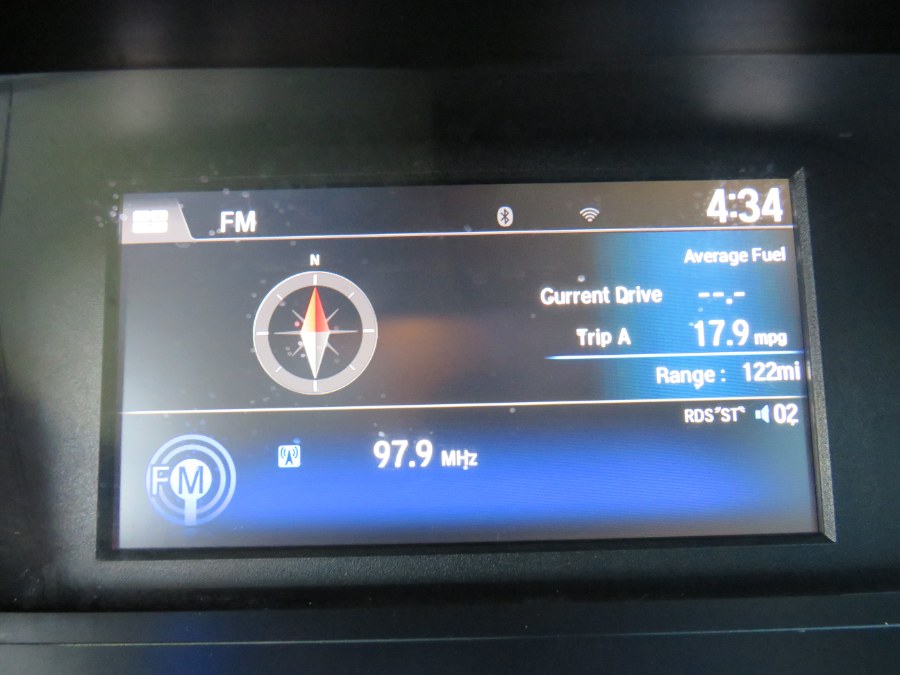 FM 4:34
N
Average Fuel
Current Drive --.-
Trip A 17.9 mpg
Range : 122mi
RDS ST 02
FM 97.9 MHz